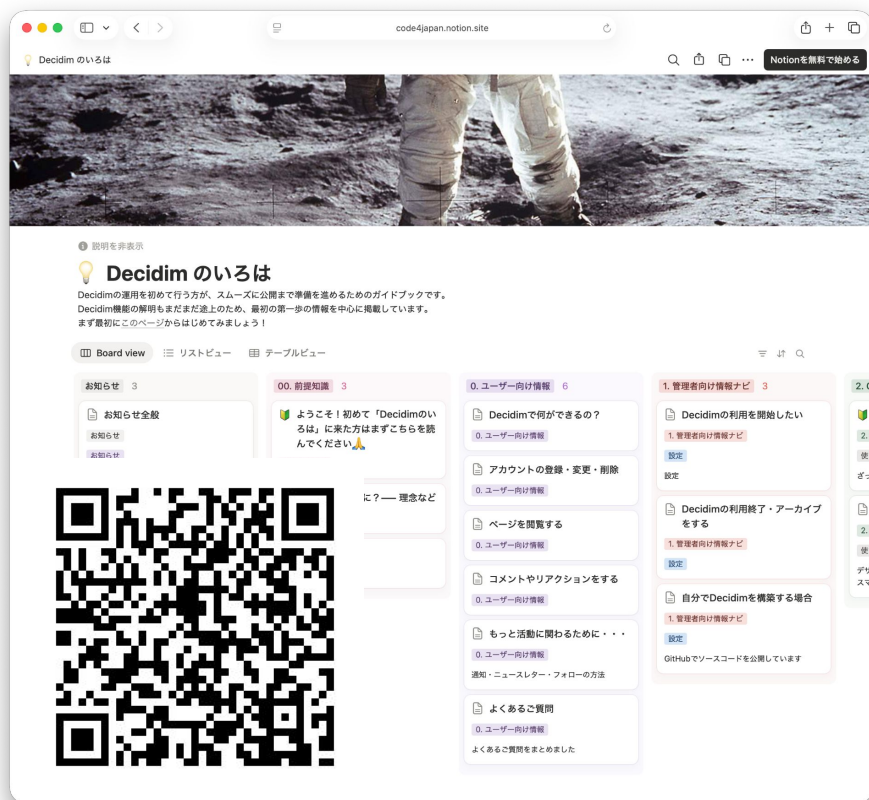 code4japan.notion.site
Decidim のいろは
Notionを無料で始める
説明を非表示
Decidim のいろは
Decidimの運用を初めて行う方が、スムーズに公開まで準備を進めるためのガイドブックです。
Decidim機能の解明もまだまだ途上のため、最初の第一歩の情報を中心に掲載しています。
まず最初にこのページからはじめてみましょう！
Board view
リストビュー
テーブルビュー
お知らせ 3
お知らせ全般
お知らせ
お知らせ
00. 前提知識 3
ようこそ！初めて「Decidimのい
ろは」に来た方はまずこちらを読
んでください🙏
に？── 理念など
0. ユーザー向け情報 6
Decidimで何ができるの？
0. ユーザー向け情報
アカウントの登録・変更・削除
0. ユーザー向け情報
ページを閲覧する
0. ユーザー向け情報
コメントやリアクションをする
0. ユーザー向け情報
もっと活動に関わるために・・・
0. ユーザー向け情報
通知・ニュースレター・フォローの方法
よくあるご質問
0. ユーザー向け情報
よくあるご質問をまとめました
1. 管理者向け情報ナビ 3
Decidimの利用を開始したい
1. 管理者向け情報ナビ
設定
設定
Decidimの利用終了・アーカイブ
をする
1. 管理者向け情報ナビ
設定
自分でDecidimを構築する場合
1. 管理者向け情報ナビ
設定
GitHubでソースコードを公開しています
2.
2.
使
ざっ
2.
使
デザ
スマ